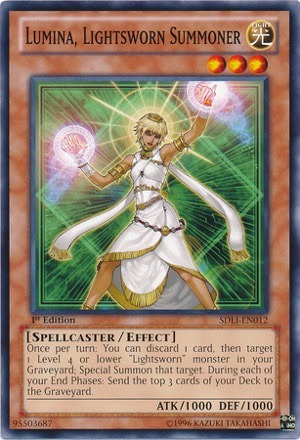 LUMINA, LIGHTSWORN SUMMONER
LIGHT
光
1st Edition
SDLI-EN012
[SPELLCASTER / EFFECT]
Once per turn: You can discard 1 card, then target
1 Level 4 or lower "Lightsworn" monster in your
Graveyard; Special Summon that target. During each of
your End Phases: Send the top 3 cards of your Deck to
the Graveyard.
ATK/1000 DEF/1000
95503687
©1996 KAZUKI TAKAHASHI